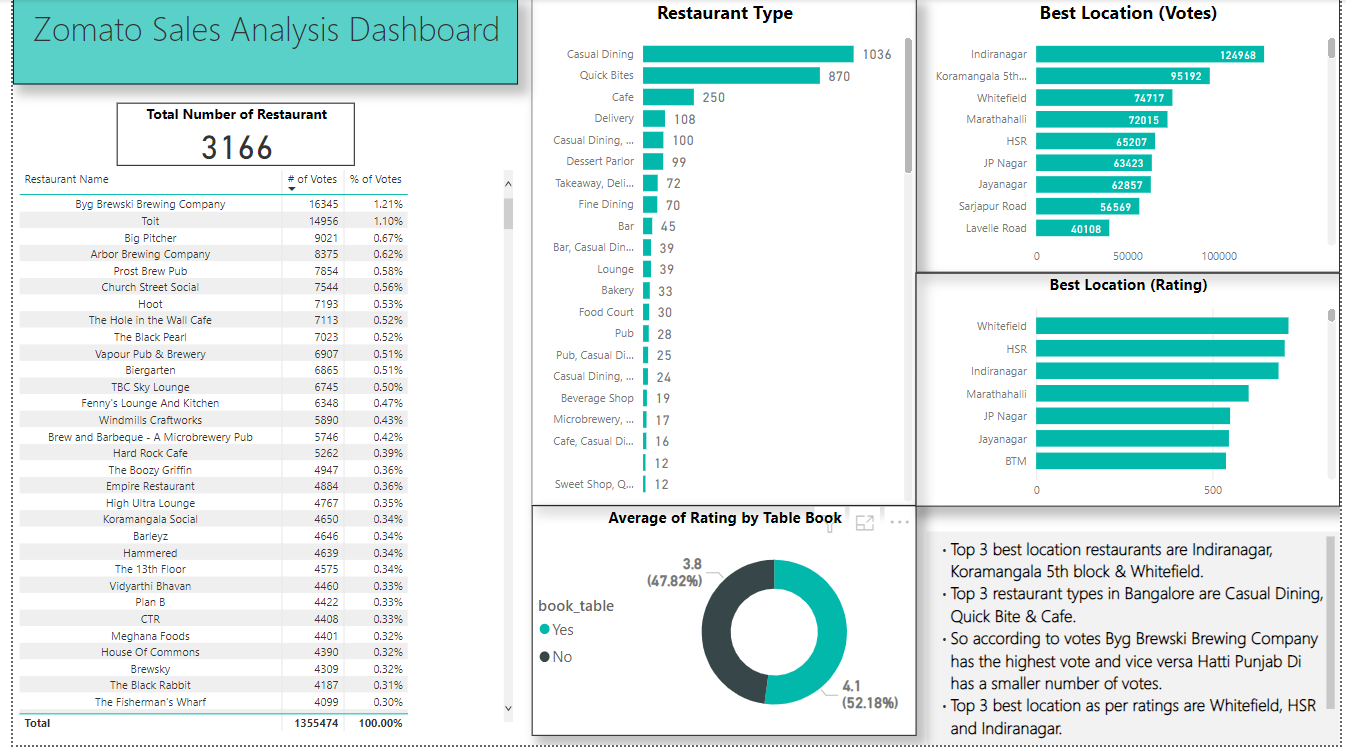 Zomato Sales Analysis Dashboard
Total Number of Restaurant
3166
Restaurant Name # of Votes % of Votes
Byg Brewski Brewing Company 16345 1.21%
Toit 14956 1.10%
Big Pitcher 9021 0.67%
Arbor Brewing Company 8375 0.62%
Prost Brew Pub 7854 0.58%
Church Street Social 7544 0.56%
Hoot 7193 0.53%
The Hole in the Wall Cafe 7113 0.52%
The Black Pearl 7023 0.52%
Vapour Pub & Brewery 6907 0.51%
Biergarten 6865 0.51%
TBC Sky Lounge 6745 0.50%
Fenny's Lounge And Kitchen 6348 0.47%
Windmills Craftworks 5890 0.43%
Brew and Barbeque - A Microbrewery Pub 5746 0.42%
Hard Rock Cafe 5262 0.39%
The Boozy Griffin 4947 0.36%
Empire Restaurant 4884 0.36%
High Ultra Lounge 4767 0.35%
Koramangala Social 4650 0.34%
Barleyz 4646 0.34%
Hammered 4639 0.34%
The 13th Floor 4575 0.34%
Vidyarthi Bhavan 4460 0.33%
Plan B 4422 0.33%
CTR 4408 0.33%
Meghana Foods 4401 0.32%
House Of Commons 4390 0.32%
Brewsky 4309 0.32%
The Black Rabbit 4187 0.31%
The Fisherman's Wharf 4099 0.30%
Total 1355474 100.00%
Restaurant Type
Casual Dining 1036
Quick Bites 870
Cafe 250
Delivery 108
Casual Dining, ... 100
Dessert Parlor 99
Takeaway, Deli... 72
Fine Dining 70
Bar 45
Bar, Casual Din... 39
Lounge 39
Bakery 33
Food Court 30
Pub 28
Pub, Casual Di... 25
Casual Dining, ... 24
Beverage Shop 19
Microbrewery, ... 17
Cafe, Casual Di... 16
12
Sweet Shop, Q... 12
Average of Rating by Table Book
3.8
(47.82%)
book_table
Yes
No
4.1
(52.18%)
Best Location (Votes)
Indiranagar 124968
Koramangala 5th... 95192
Whitefield 74717
Marathahalli 72015
HSR 65207
JP Nagar 63423
Jayanagar 62857
Sarjapur Road 56569
Lavelle Road 40108
0 50000 100000
Best Location (Rating)
Whitefield
HSR
Indiranagar
Marathahalli
JP Nagar
Jayanagar
BTM
0 500
• Top 3 best location restaurants are Indiranagar,
Koramangala 5th block & Whitefield.
• Top 3 restaurant types in Bangalore are Casual Dining,
Quick Bite & Cafe.
• So according to votes Byg Brewski Brewing Company
has the highest vote and vice versa Hatti Punjab Di
has a smaller number of votes.
• Top 3 best location as per ratings are Whitefield, HSR
and Indiranagar.